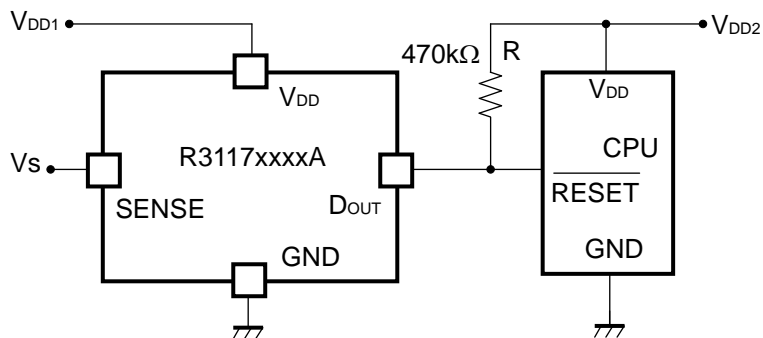 VDD1
VDD2
470kΩ R
VDD
VDD
R3117xxxxA
CPU
Vs
SENSE
DOUT
RESET
GND
GND